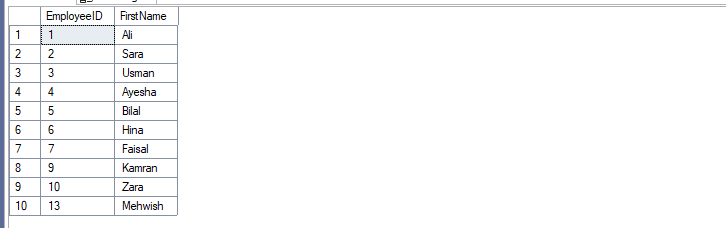 EmployeeID FirstName
1 1 Ali
2 2 Sara
3 3 Usman
4 4 Ayesha
5 5 Bilal
6 6 Hina
7 7 Faisal
8 9 Kamran
9 10 Zara
10 13 Mehwish